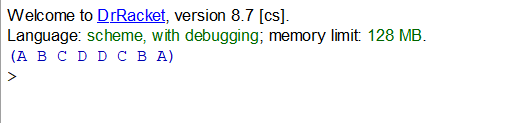 Welcome to DrRacket, version 8.7 [cs].
Language: scheme, with debugging; memory limit: 128 MB.
(A B C D D C B A)
>